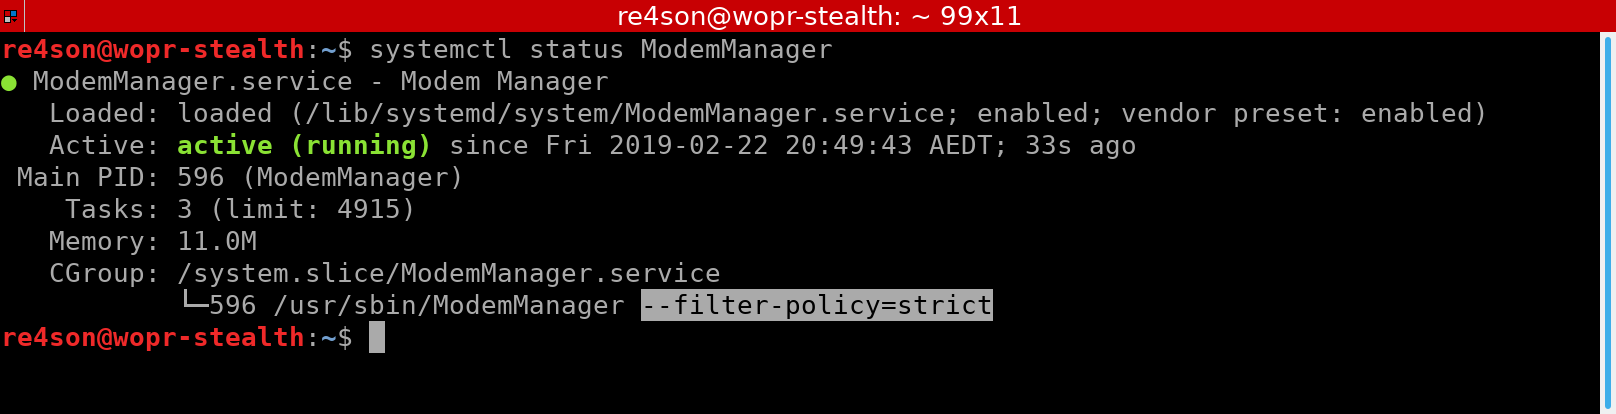 re4son@wopr-stealth: ~ 99x11
re4son@wopr-stealth:~$ systemctl status ModemManager
● ModemManager.service - Modem Manager
   Loaded: loaded (/lib/systemd/system/ModemManager.service; enabled; vendor preset: enabled)
   Active: active (running) since Fri 2019-02-22 20:49:43 AEDT; 33s ago
 Main PID: 596 (ModemManager)
    Tasks: 3 (limit: 4915)
   Memory: 11.0M
   CGroup: /system.slice/ModemManager.service
           └─596 /usr/sbin/ModemManager --filter-policy=strict
re4son@wopr-stealth:~$